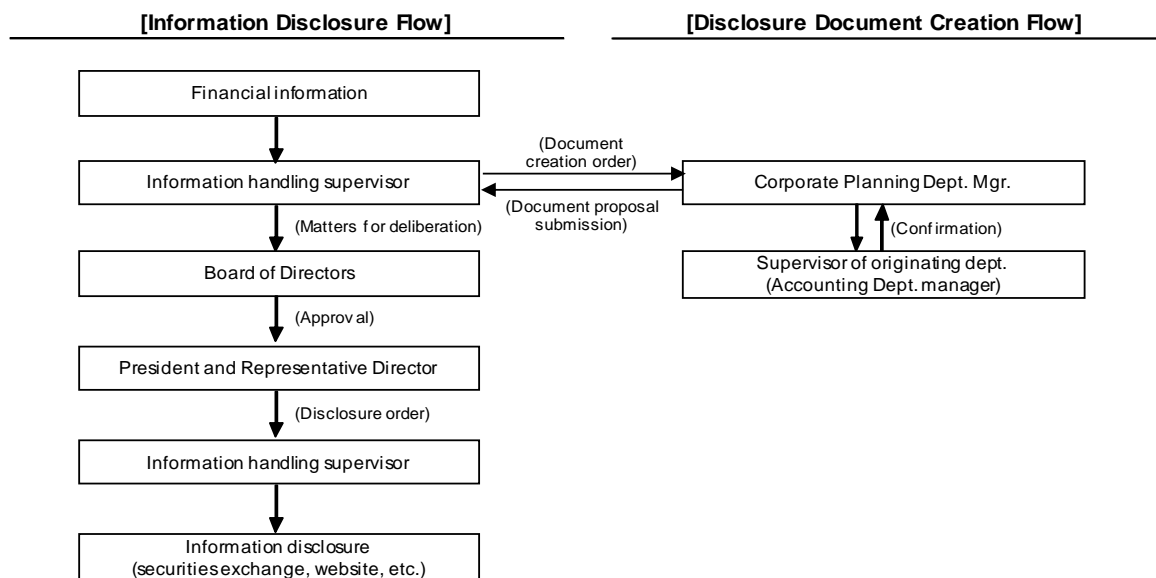 [Information Disclosure Flow]
[Disclosure Document Creation Flow]
Financial information
(Document
creation order)
Information handling supervisor
Corporate Planning Dept. Mgr.
(Document proposal
submission)
(Matters for deliberation)
(Confirmation)
Board of Directors
Supervisor of originating dept.
(Accounting Dept. manager)
(Approval)
President and Representative Director
(Disclosure order)
Information handling supervisor
Information disclosure
(securities exchange, website, etc.)